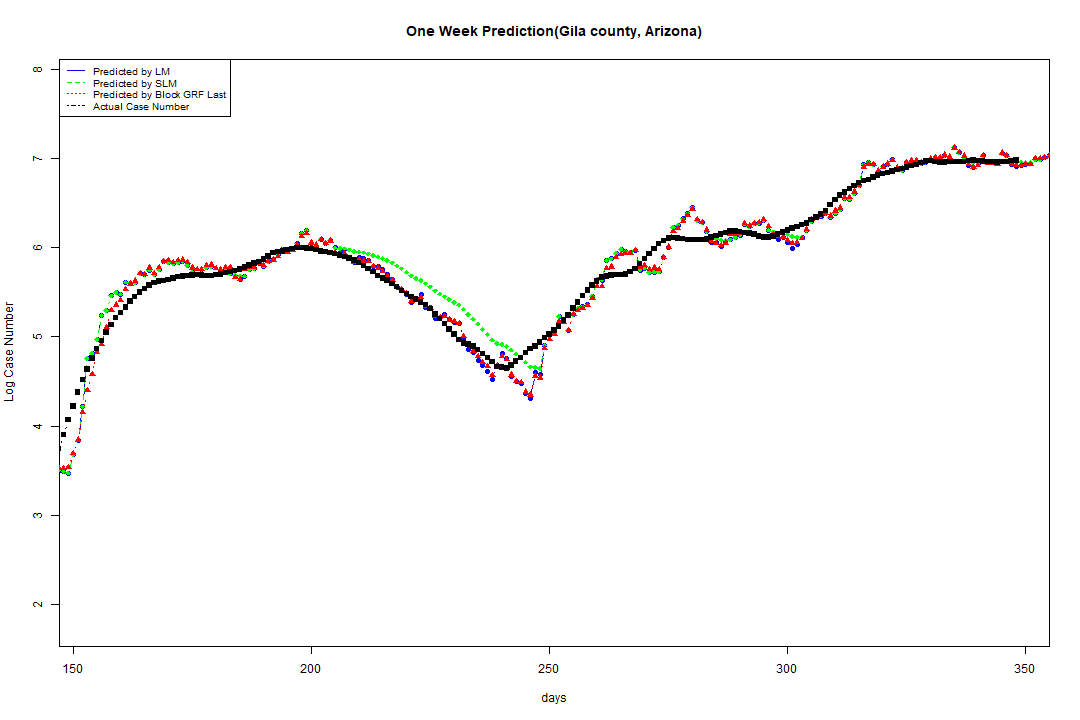 One Week Prediction(Gila county, Arizona)
Predicted by LM
Predicted by SLM
Predicted by Block GRF Last
Actual Case Number
8
7
6
5
4
3
2
Log Case Number
150 200 250 300 350
days